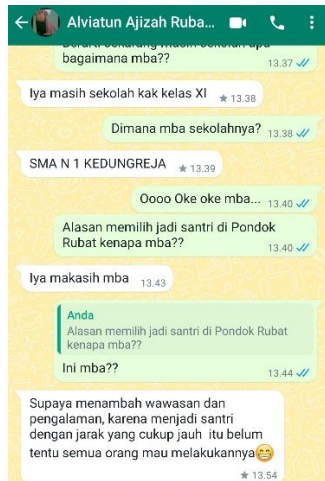 Alviatun Ajizah Ruba...
bagaimana mba??
13.37
Iya masih sekolah kak kelas XI
13.38
Dimana mba sekolahnya?
13.38
SMA N 1 KEDUNGREJA
13.39
Oooo Oke oke mba...
13.40
Alasan memilih jadi santri di Pondok
Rubat kenapa mba??
13.40
Iya makasih mba
13.43
Anda
Alasan memilih jadi santri di Pondok Rubat
kenapa mba??
Ini mba??
13.44
Supaya menambah wawasan dan
pengalaman, karena menjadi santri
dengan jarak yang cukup jauh itu belum
tentu semua orang mau melakukannya😁
13.54